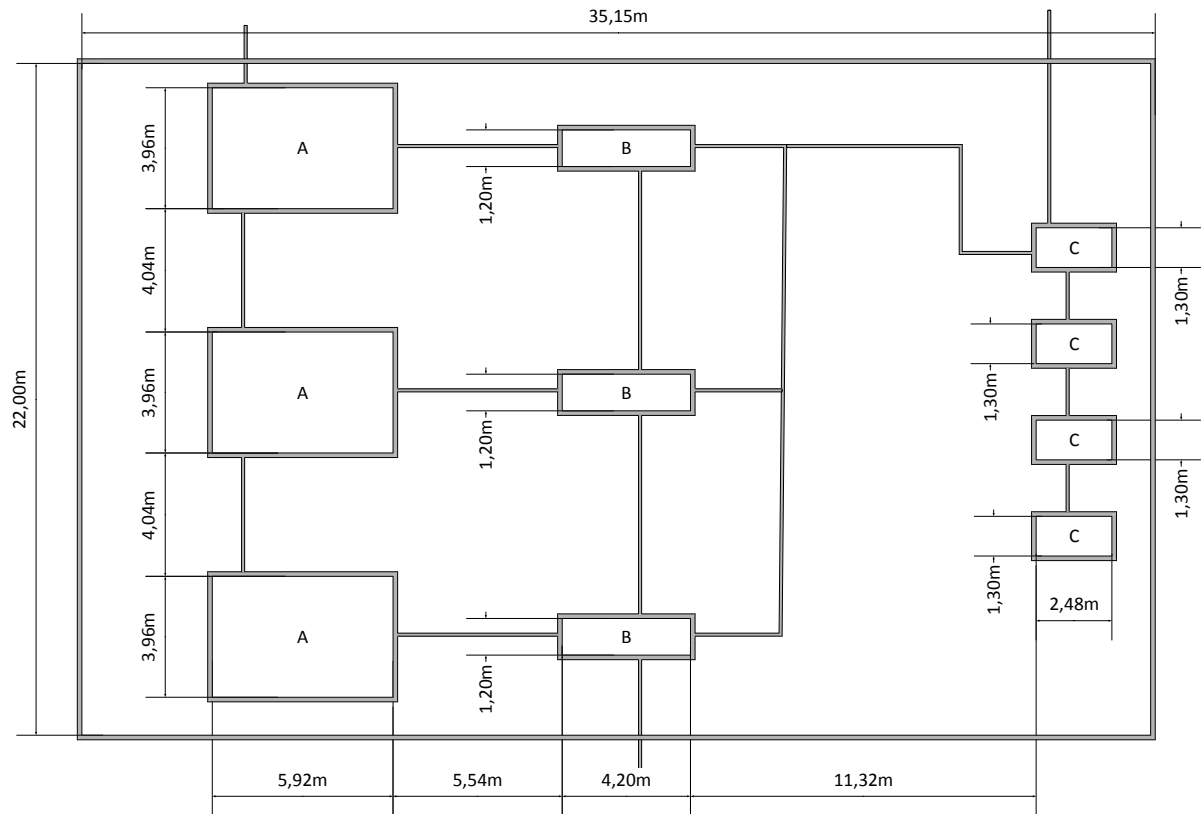 35,15m
3,96m
A
B
1,20m
4,04m
C
1,30m
22,00m
3,96m
A
B
1,20m
C
1,30m
C
1,30m
4,04m
C
1,30m
2,48m
3,96m
A
B
1,20m
5,92m
5,54m
4,20m
11,32m